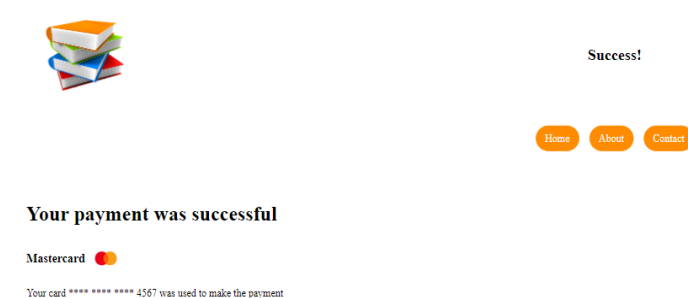 Success!
Home About Contact
Your payment was successful
Mastercard
Your card **** **** **** 4567 was used to make the payment